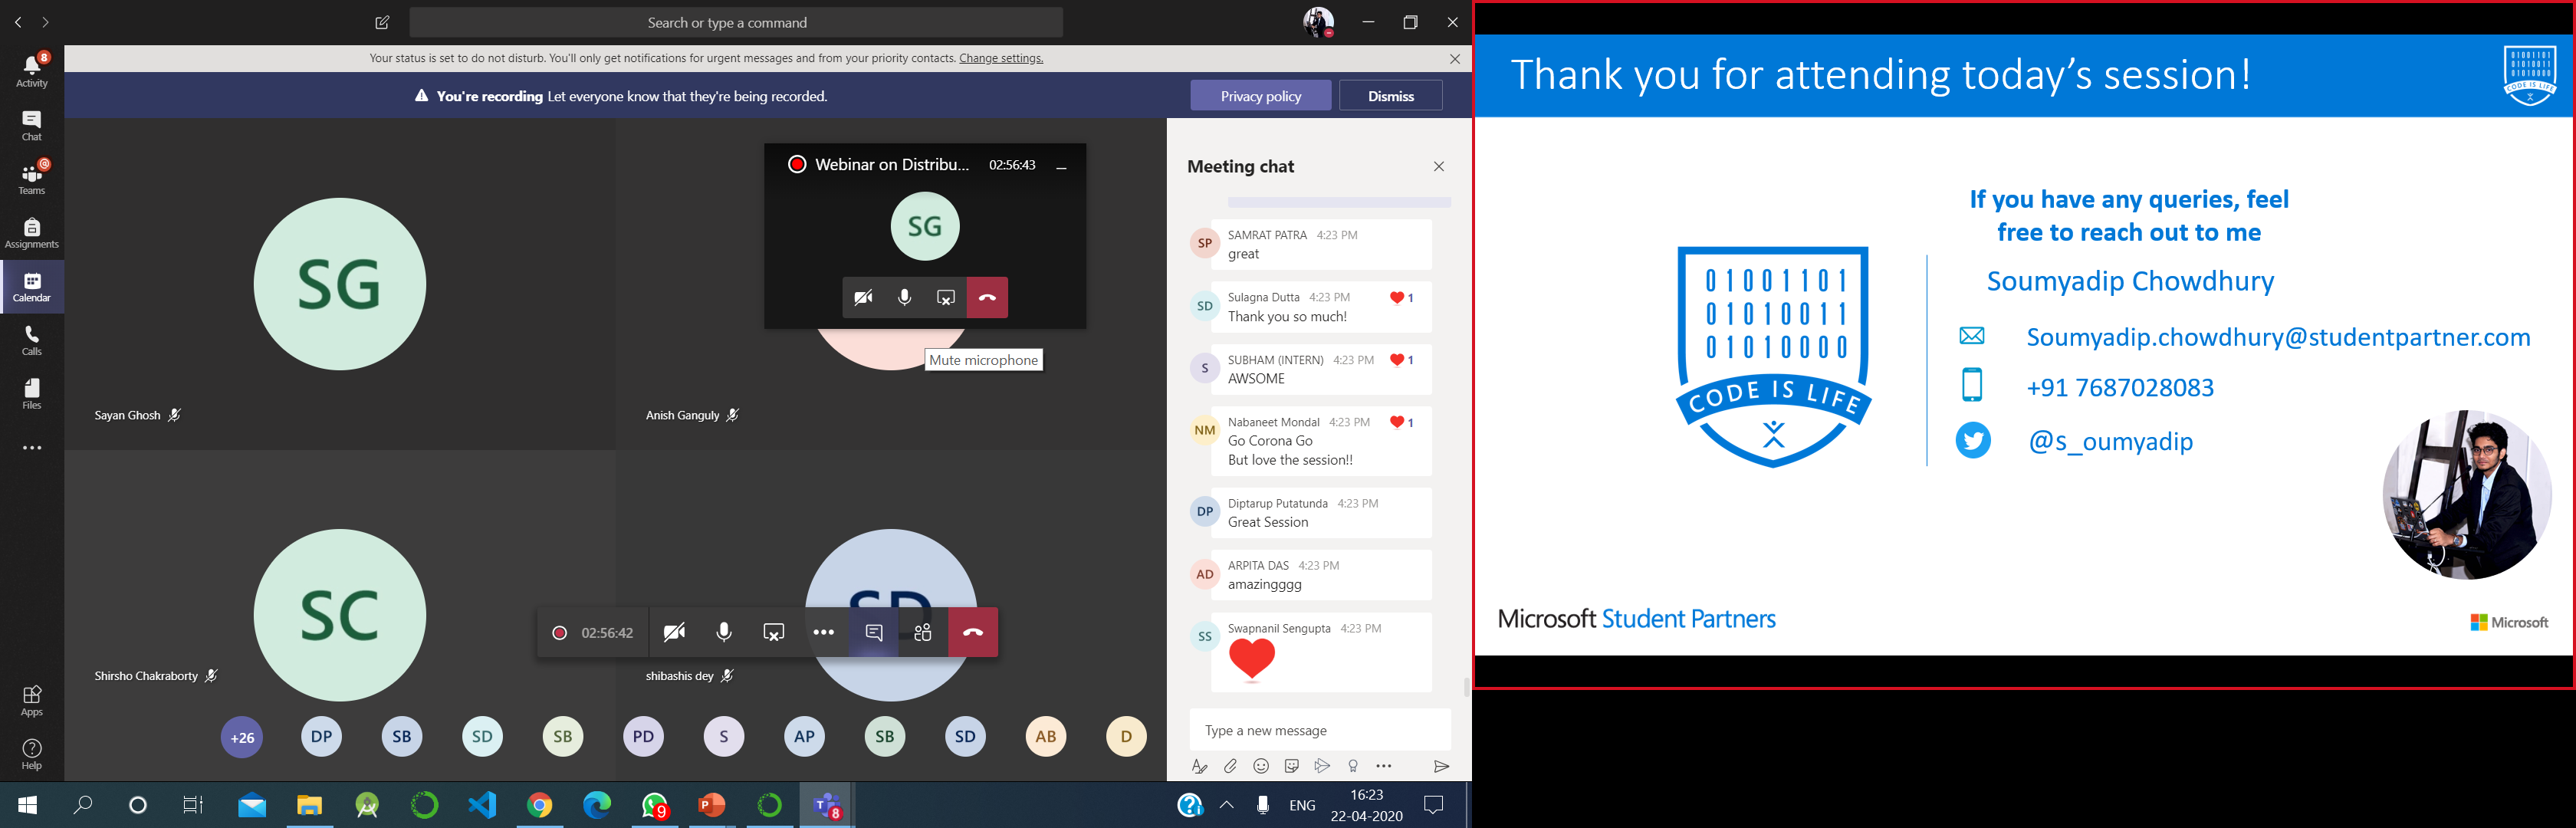 Search or type a command
Your status is set to do not disturb. You'll only get notifications for urgent messages and from your priority contacts. Change settings.
You're recording Let everyone know that they're being recorded.
Privacy policy
Dismiss
8
Activity
Chat
@
Teams
Assignments
Calendar
Calls
Files
Apps
Help
SG
Sayan Ghosh
Webinar on Distribu... 02:56:43
SG
Mute microphone
Anish Ganguly
SC
Shirsho Chakraborty
SD
shibashis dey
02:56:42
+26
DP
SB
SD
SB
PD
S
AP
SB
SD
AB
D
Meeting chat
SP
SAMRAT PATRA 4:23 PM
great
SD
Sulagna Dutta 4:23 PM 1
Thank you so much!
S
SUBHAM (INTERN) 4:23 PM 1
AWSOME
NM
Nabaneet Mondal 4:23 PM 1
Go Corona Go
But love the session!!
DP
Diptarup Putatunda 4:23 PM
Great Session
AD
ARPITA DAS 4:23 PM
amazingggg
SS
Swapnanil Sengupta 4:23 PM
Type a new message
9
8
ENG
16:23
22-04-2020
Thank you for attending today's session!
01001101
01010011
01010000
CODE IS LIFE
If you have any queries, feel
free to reach out to me
Soumyadip Chowdhury
01001101
01010011
01010000
CODE IS LIFE
Soumyadip.chowdhury@studentpartner.com
+91 7687028083
@s_oumyadip
Microsoft Student Partners
Microsoft